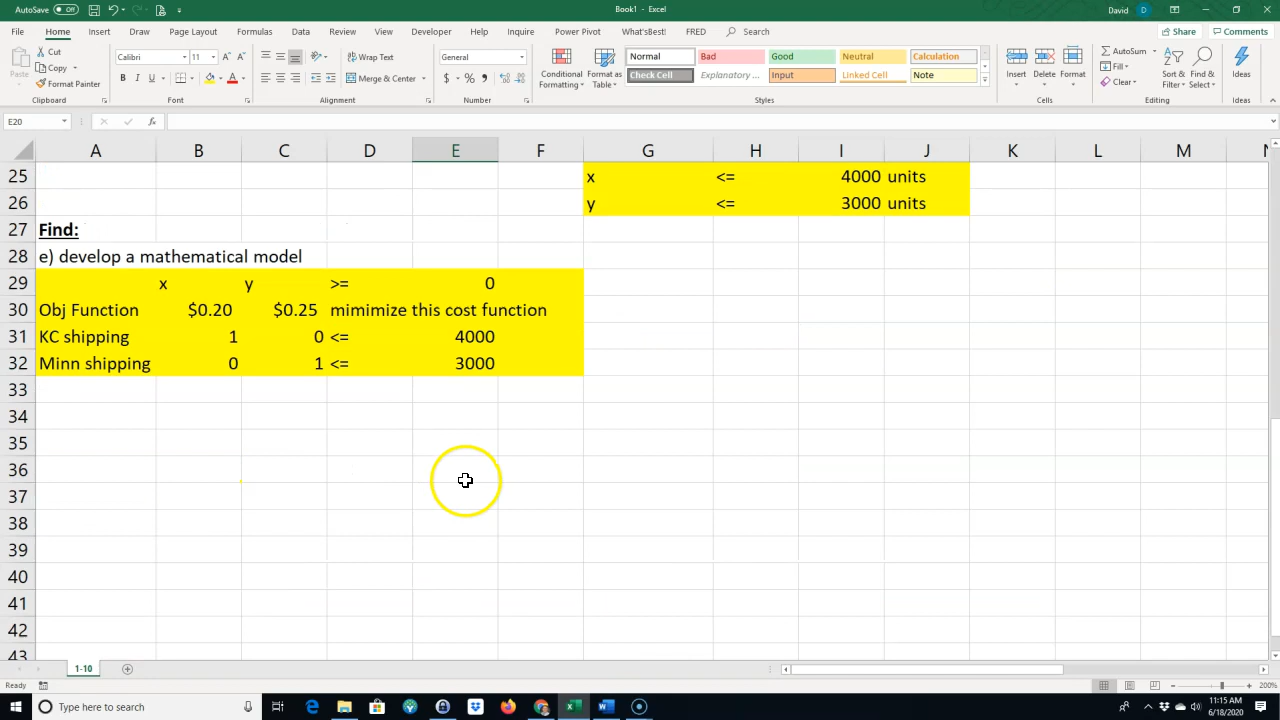 AutoSave Off
Book1 - Excel
David D
File Home Insert Draw Page Layout Formulas Data Review View Developer Help Inquire Power Pivot What'sBest! FRED Search
Share Comments
Paste Cut Copy Format Painter
Calibri 11
B I U
Wrap Text
Merge & Center
General
$ % 9
Conditional Formatting Format as Table
Normal Bad Good Neutral Calculation
Check Cell Explanatory ... Input Linked Cell Note
Insert Delete Format
AutoSum Fill Clear
Sort & Filter Find & Select
Ideas
Clipboard Font Alignment Number Styles Cells Editing Ideas
E20 fx
A B C D E F G H I J K L M
25 x <= 4000 units
26 y <= 3000 units
27 Find:
28 e) develop a mathematical model
29 x y >= 0
30 Obj Function $0.20 $0.25 mimimize this cost function
31 KC shipping 1 0 <= 4000
32 Minn shipping 0 1 <= 3000
33
34
35
36
37
38
39
40
41
42
43
1-10
Ready 200%
Type here to search
11:15 AM
6/18/2020